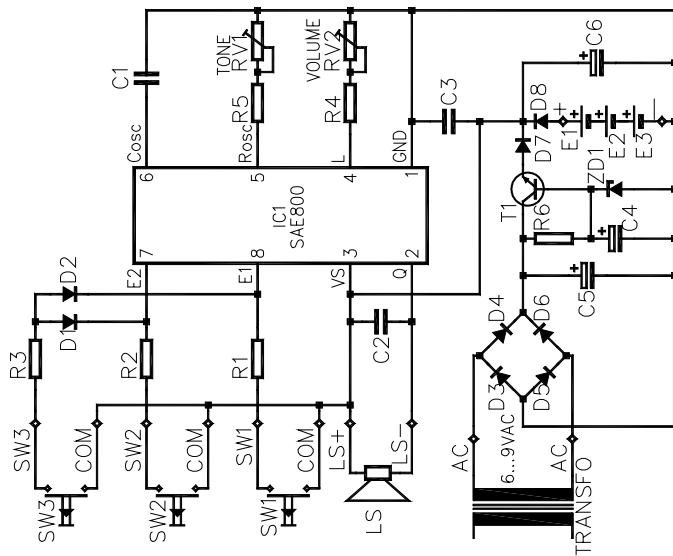 C1
TONE
RV1
VOLUME
RV2
R5
R4
C3
C6
Cosc
Rosc
L
GND
6
5
4
1
IC1
SAE800
7
8
3
2
E2
E1
VS
Q
D7
D8
E1
+
E2
E3
-
T1
ZD1
R6
C4
+
C5
+
+
D2
D1
R3
R2
R1
C2
D4
D6
D3
D5
SW3
COM
SW2
COM
SW1
COM
LS+
LS-
AC
6...9VAC
AC
SW3
SW2
SW1
LS
TRANSFO